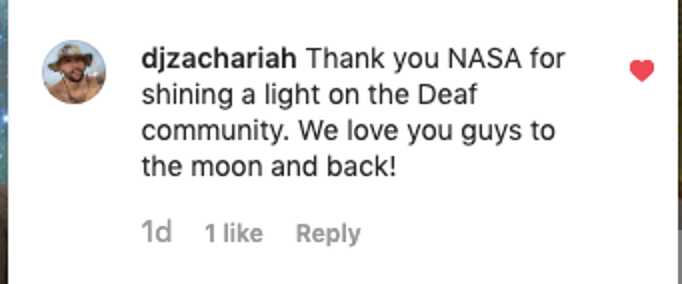 djzachariah Thank you NASA for
shining a light on the Deaf
community. We love you guys to
the moon and back!
1d 1 like Reply